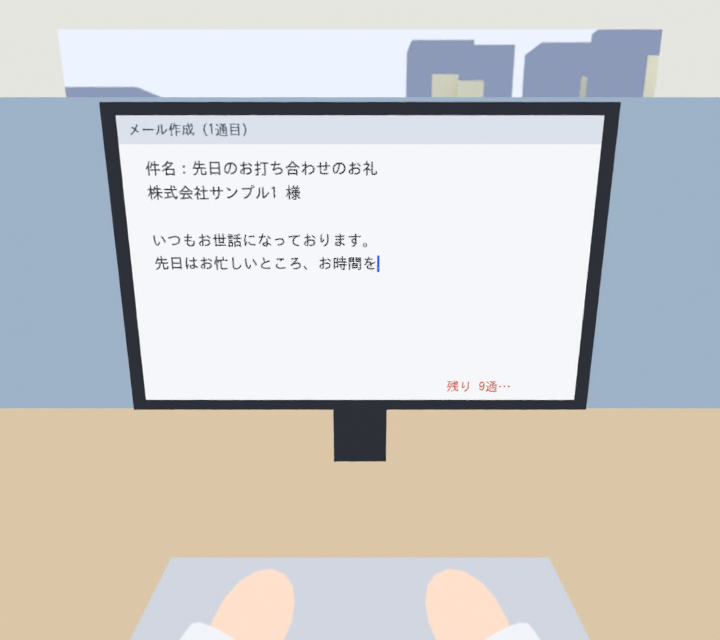 メール作成（1通目）
件名：先日のお打ち合わせのお礼
株式会社サンプル1 様
いつもお世話になっております。
先日はお忙しいところ、お時間を
残り 9通…